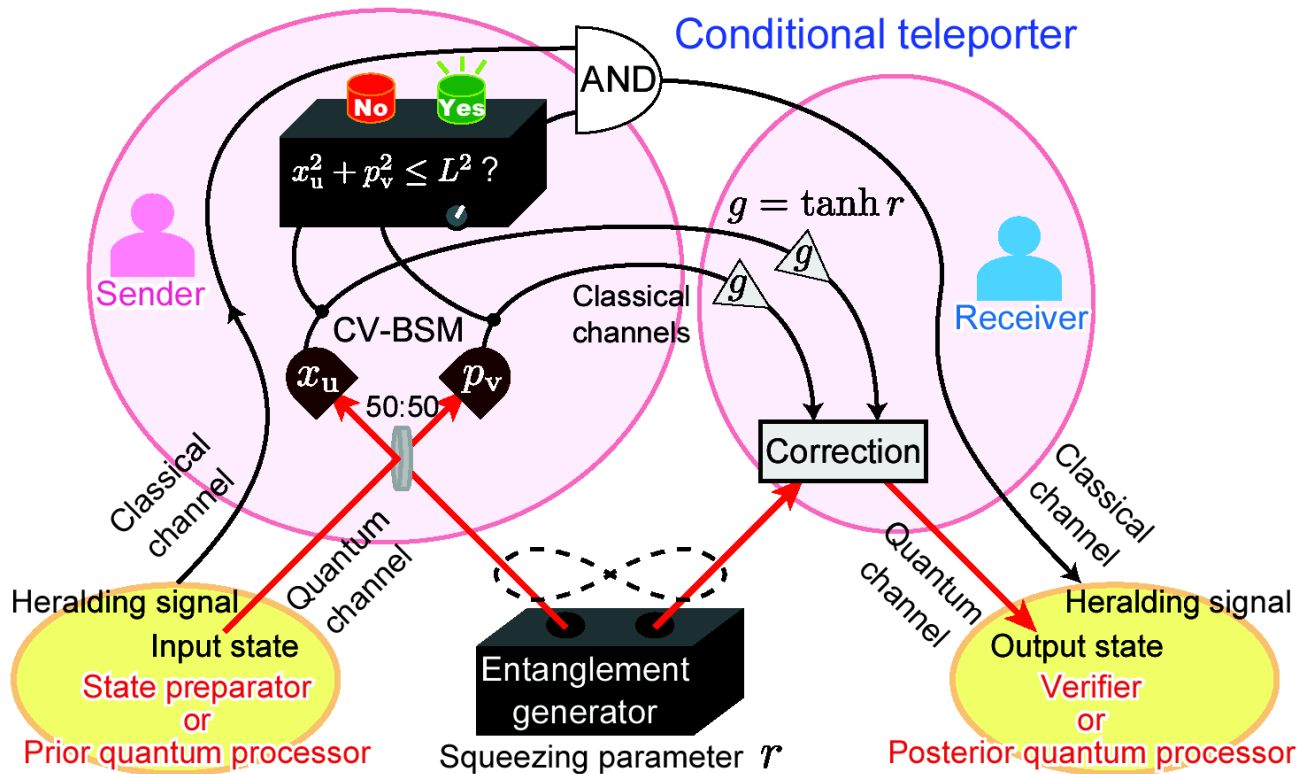 Conditional teleporter
AND
No
Yes
x_u^2 + p_v^2 ≤ L^2 ?
g = tanh r
g
g
Sender
Classical
channels
Receiver
CV-BSM
x_u
p_v
50:50
Correction
Classical
channel
Quantum
channel
Quantum
channel
Classical
channel
Heralding signal
Input state
State preparator
or
Prior quantum processor
Entanglement
generator
Squeezing parameter r
Heralding signal
Output state
Verifier
or
Posterior quantum processor